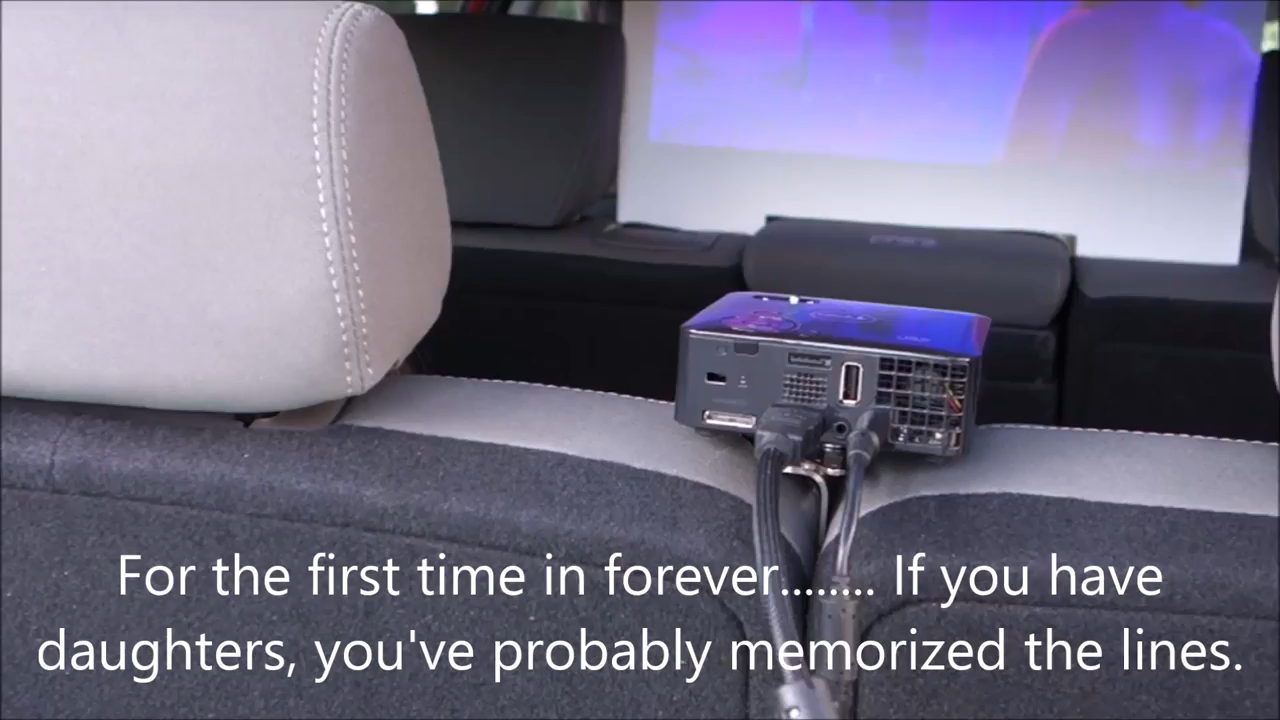 For the first time in forever........ If you have
daughters, you've probably memorized the lines.